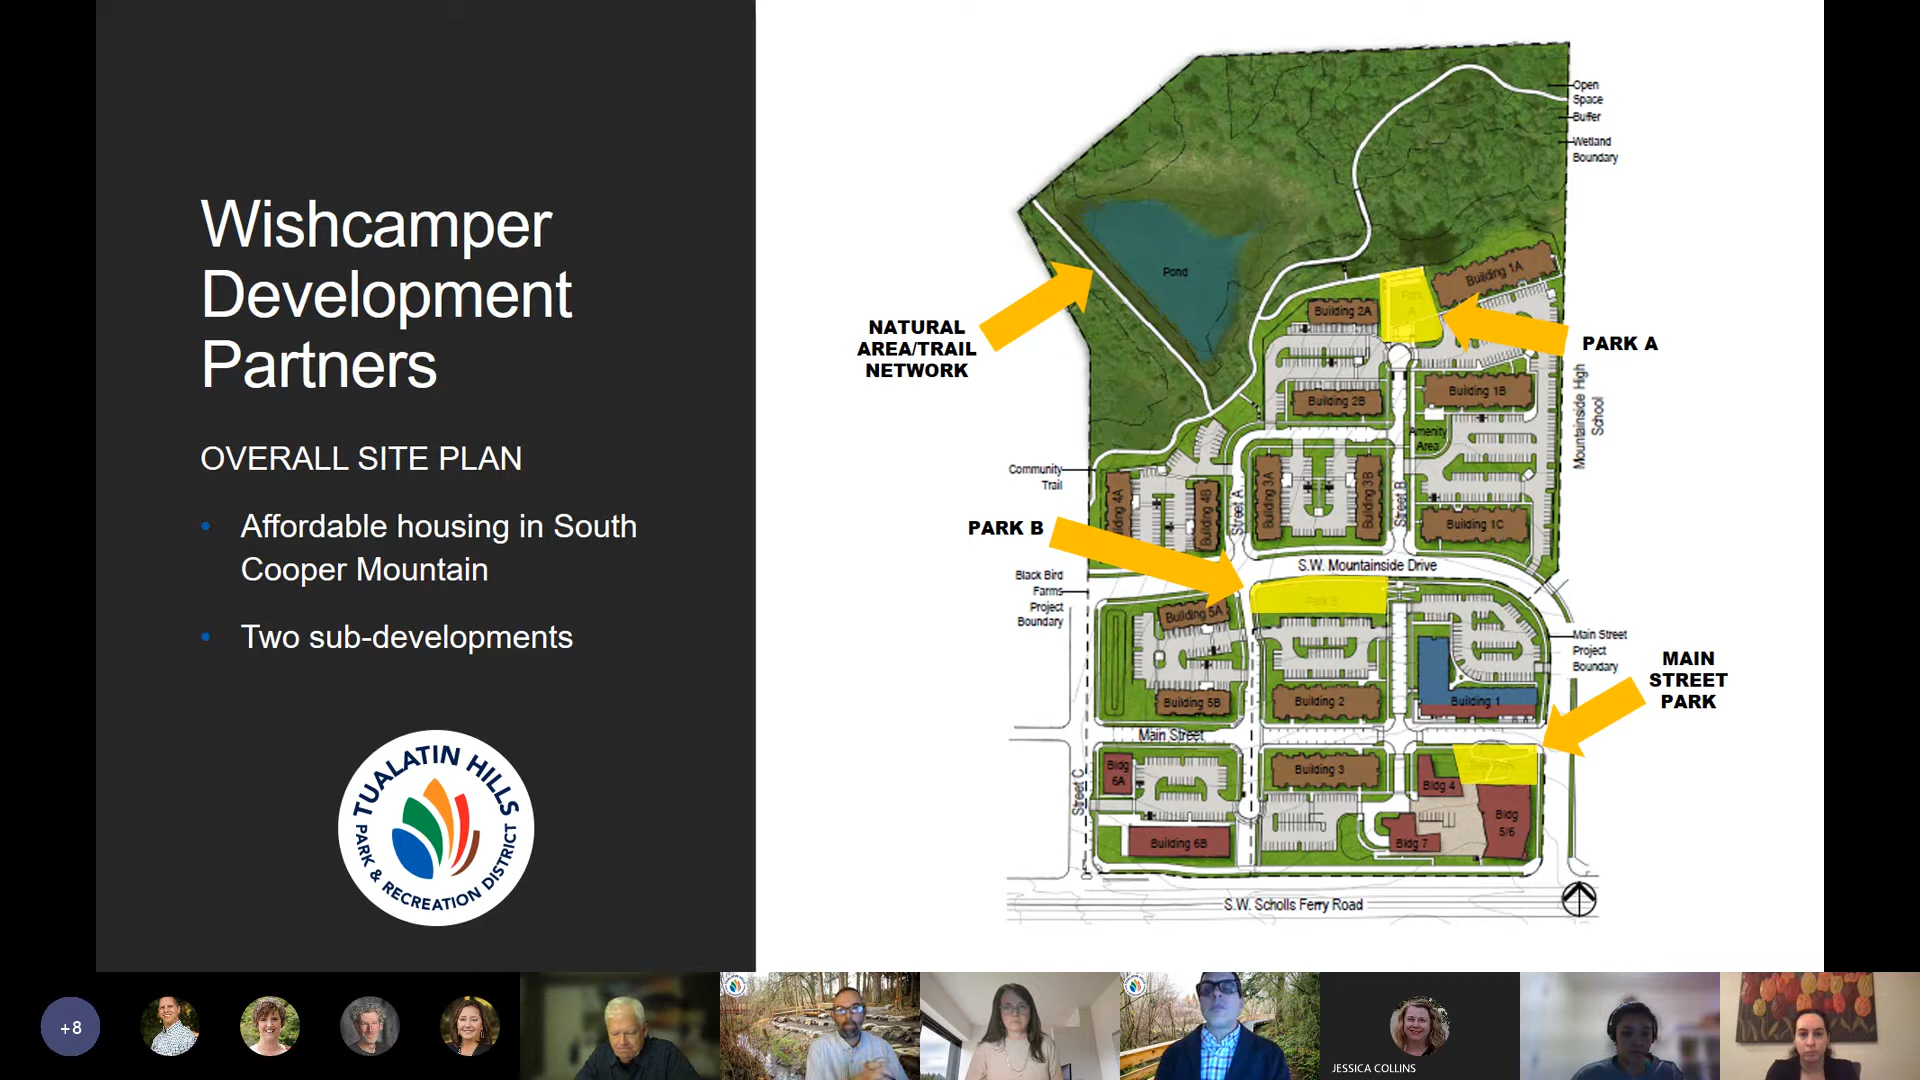 Wishcamper
Development
Partners
OVERALL SITE PLAN
• Affordable housing in South
Cooper Mountain
• Two sub-developments
TUALATIN HILLS
PARK & RECREATION DISTRICT
Open
Space
Buffer
Wetland
Boundary
Pond
NATURAL
AREA/TRAIL
NETWORK
Building 1A
Building 2A
Park
A
PARK A
Mountainside High
School
Building 1B
Building 2B
Amenity
Area
Community
Trail
Building 3A
Building 3B
Building 4B
ilding 4A
Street A
Street B
Building 1C
PARK B
S.W. Mountainside Drive
Black Bird
Farms
Project
Boundary
Park B
Building 5A
Main Street
Project
Boundary
MAIN
STREET
PARK
Building 5B
Building 2
Building 1
Main Street
Bldg
6A
Building 3
Bldg 4
Street C
Bldg
5/6
Building 6B
Bldg 7
S.W. Scholls Ferry Road
+8
JESSICA COLLINS